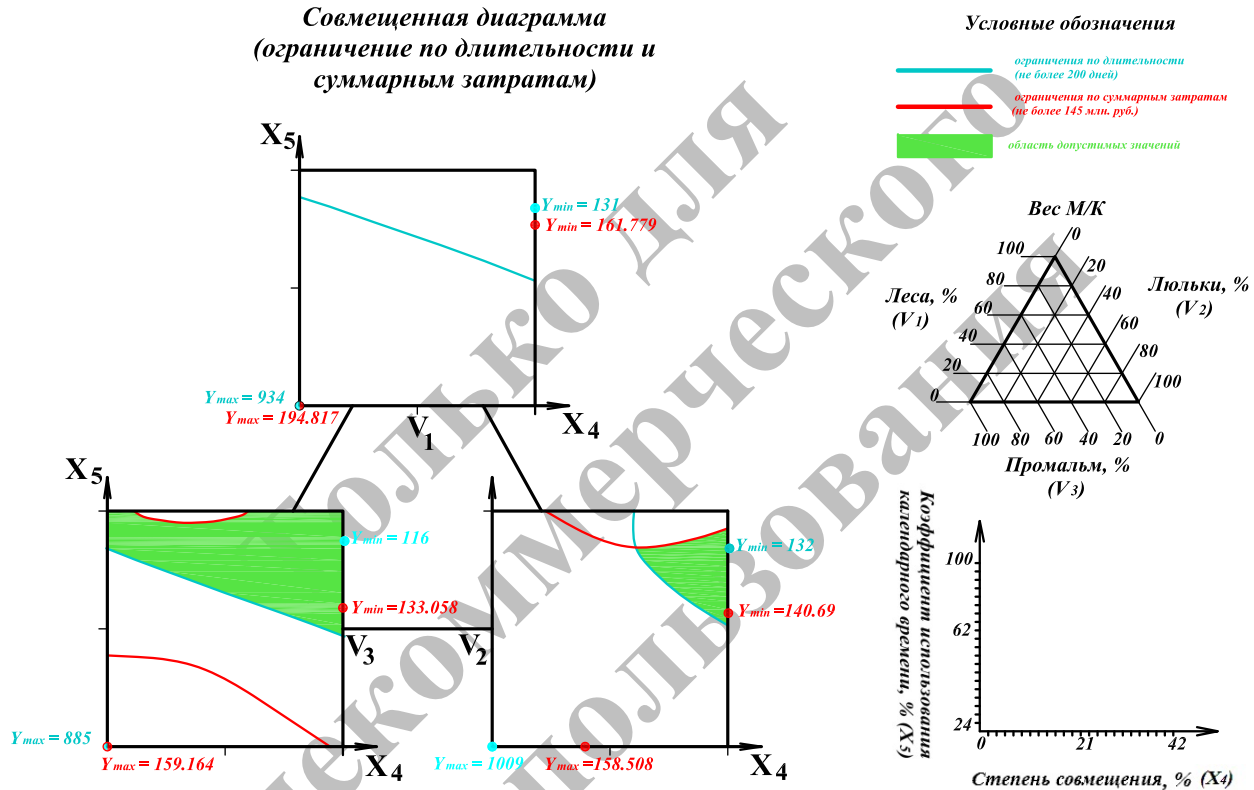 Совмещенная диаграмма
(ограничение по длительности и
суммарным затратам)
Условные обозначения
ограничения по длительности
(не более 200 дней)
ограничения по суммарным затратам
(не более 145 млн. руб.)
область допустимых значений
X5
Ymin = 131
Ymin = 161.779
Ymax = 934
Ymax = 194.817
V1
X4
Вес М/К
Леса, %
(V1)
Люльки, %
(V2)
100
80
60
40
20
0
0
20
40
60
80
100
100
80
60
40
20
0
Промальм, %
(V3)
X5
Ymin = 116
Ymin =133.058
V3
Ymax = 885
Ymax = 159.164
X4
V2
Ymin = 132
Ymin =140.69
Ymax = 1009
Ymax =158.508
X4
Коэффициент использования
календарного времени, % (X5)
100
62
24
0
21
42
Степень совмещения, % (X4)
только для
некоммерческого
использования